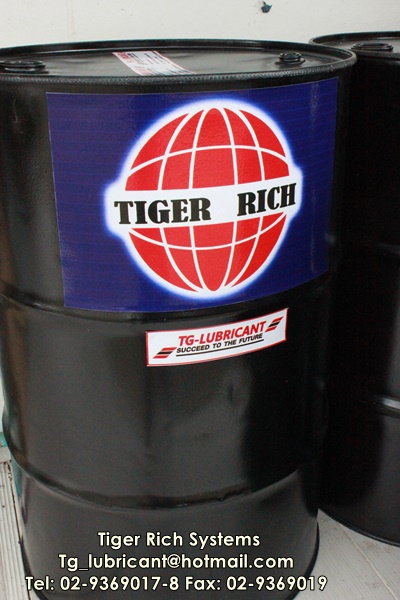 TIGER RICH
TG-LUBRICANT
SUCCEED TO THE FUTURE
Tiger Rich Systems
Tg_lubricant@hotmail.com
Tel: 02-9369017-8 Fax: 02-9369019